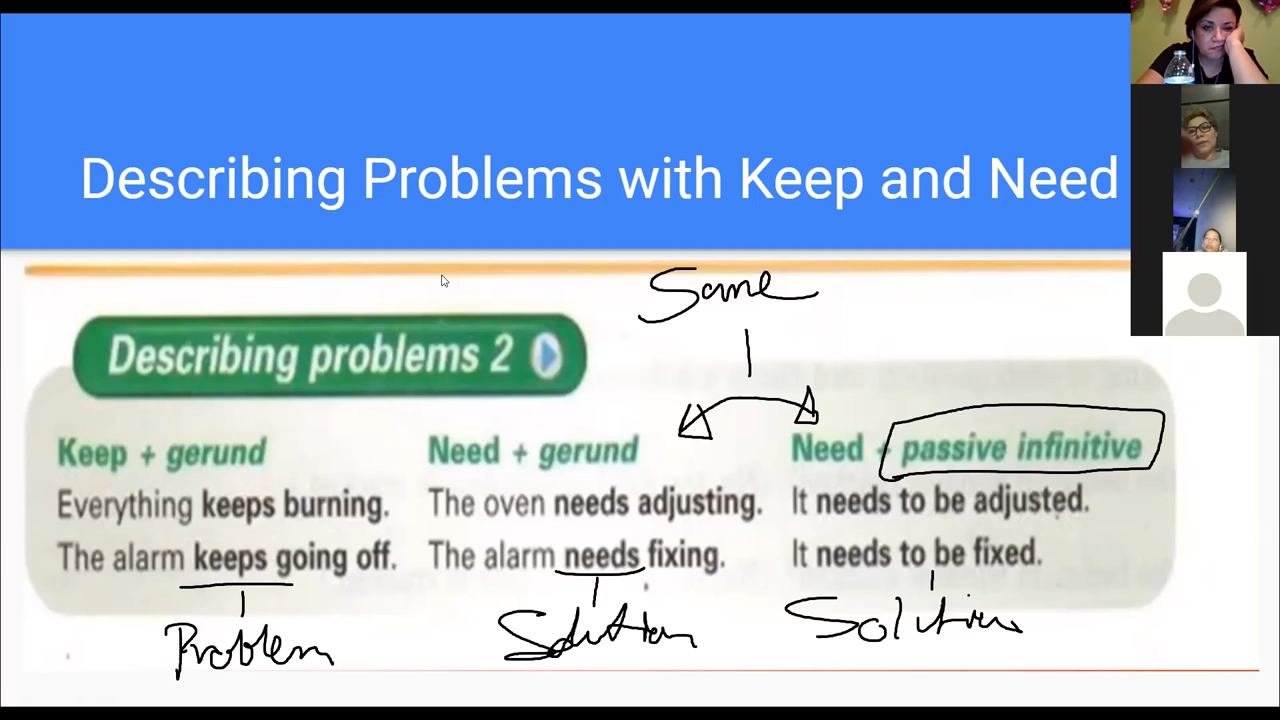 Describing Problems with Keep and Need
Same
Describing problems 2
Keep + gerund
Everything keeps burning.
The alarm keeps going off.
Problem
Need + gerund
The oven needs adjusting.
The alarm needs fixing.
Solution
Need + passive infinitive
It needs to be adjusted.
It needs to be fixed.
Solution